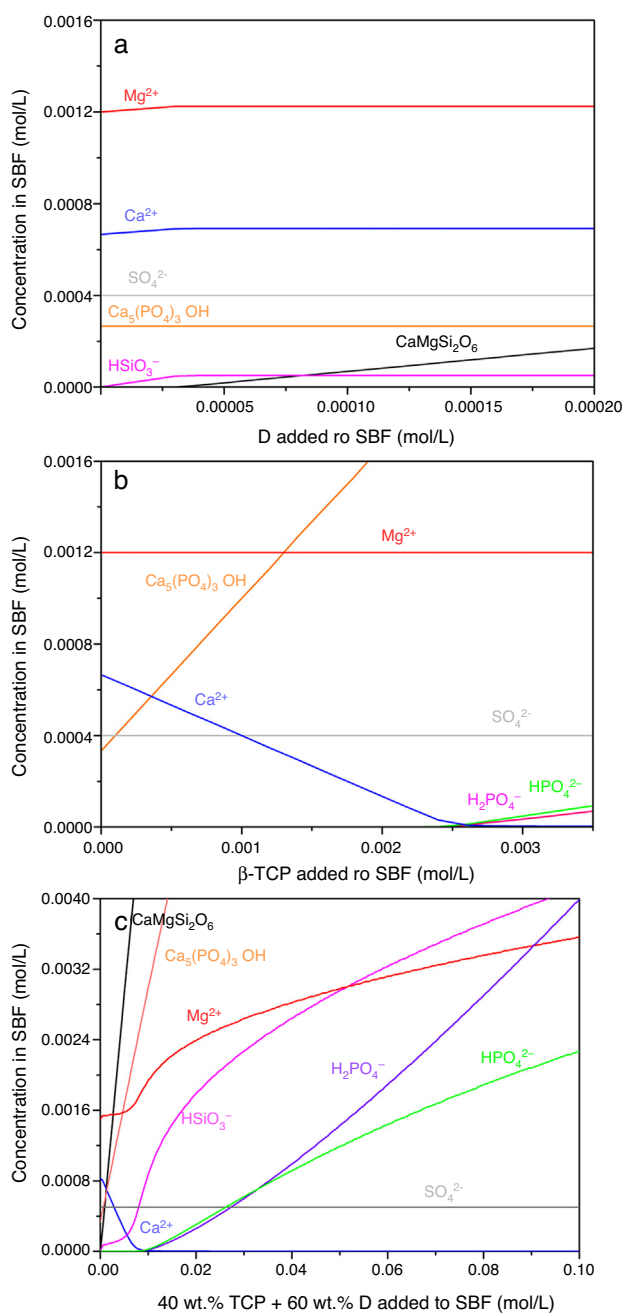 a
Concentration in SBF (mol/L)
0.0016
0.0012
0.0008
0.0004
0.0000
Mg²⁺
Ca²⁺
SO₄²⁻
Ca₅(PO₄)₃ OH
CaMgSi₂O₆
HSiO₃⁻
0.00005 0.00010 0.00015 0.00020
D added ro SBF (mol/L)
b
Concentration in SBF (mol/L)
0.0016
0.0012
0.0008
0.0004
0.0000
Mg²⁺
Ca₅(PO₄)₃ OH
Ca²⁺
SO₄²⁻
HPO₄²⁻
H₂PO₄⁻
0.000 0.001 0.002 0.003
β-TCP added ro SBF (mol/L)
c
Concentration in SBF (mol/L)
0.0040
0.0032
0.0024
0.0016
0.0008
0.0000
CaMgSi₂O₆
Ca₅(PO₄)₃ OH
Mg²⁺
H₂PO₄⁻
HPO₄²⁻
HSiO₃⁻
SO₄²⁻
Ca²⁺
0.00 0.02 0.04 0.06 0.08 0.10
40 wt.% TCP + 60 wt.% D added to SBF (mol/L)